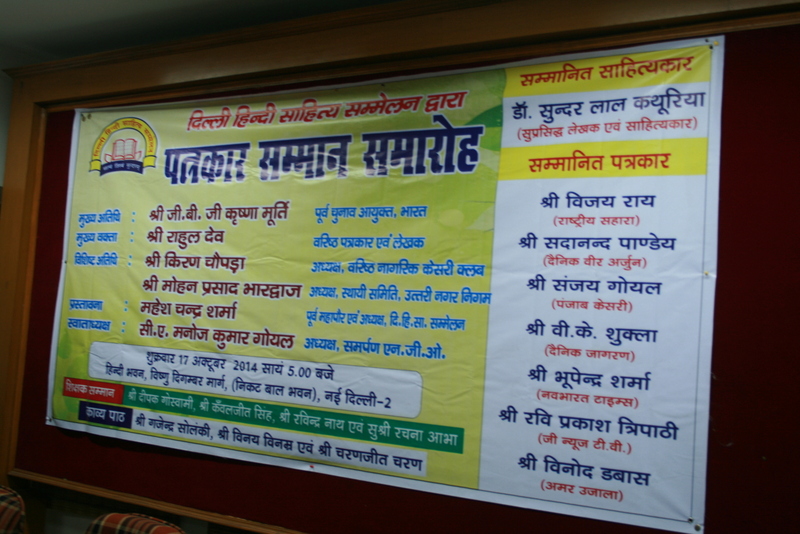 दिल्ली हिन्दी साहित्य सम्मेलन द्वारा
पत्रकार सम्मान समारोह
मुख्य अतिथि : श्री जी.बी. जी कृष्णा मूर्ति पूर्व चुनाव आयुक्त, भारत
मुख्य वक्ता : श्री राहुल देव वरिष्ठ पत्रकार एवं लेखक
विशिष्ट अतिथि : श्री किरण चौपड़ा अध्यक्ष, वरिष्ठ नागरिक केसरी क्लब
श्री मोहन प्रसाद भारद्वाज अध्यक्ष, स्थायी समिति, उत्तरी नगर निगम
प्रस्तावना : महेश चन्द्र शर्मा पूर्व महापौर एवं अध्यक्ष, दि.हि.सा. सम्मेलन
स्वागताध्यक्ष : सी.ए. मनोज कुमार गोयल अध्यक्ष, समर्पण एन.जी.ओ.
शुक्रवार 17 अक्टूबर 2014 सायं 5.00 बजे
हिन्दी भवन, विष्णु दिगम्बर मार्ग, (निकट बाल भवन), नई दिल्ली-2
शिक्षक सम्मान श्री दीपक गोस्वामी, श्री कँवलजीत सिंह, श्री रविन्द्र नाथ एवं सुश्री रचना आभा
काव्य पाठ श्री गजेन्द्र सोलंकी, श्री विनय विनम्र एवं श्री चरणजीत चरण
सम्मानित साहित्यकार
डॉ. सुन्दर लाल कथूरिया
(सुप्रसिद्ध लेखक एवं साहित्यकार)
सम्मानित पत्रकार
श्री विजय राय
(राष्ट्रीय सहारा)
श्री सदानन्द पाण्डेय
(दैनिक वीर अर्जुन)
श्री संजय गोयल
(पंजाब केसरी)
श्री वी.के. शुक्ला
(दैनिक जागरण)
श्री भूपेन्द्र शर्मा
(नवभारत टाइम्स)
श्री रवि प्रकाश त्रिपाठी
(जी न्यूज टी.वी.)
श्री विनोद डबास
(अमर उजाला)